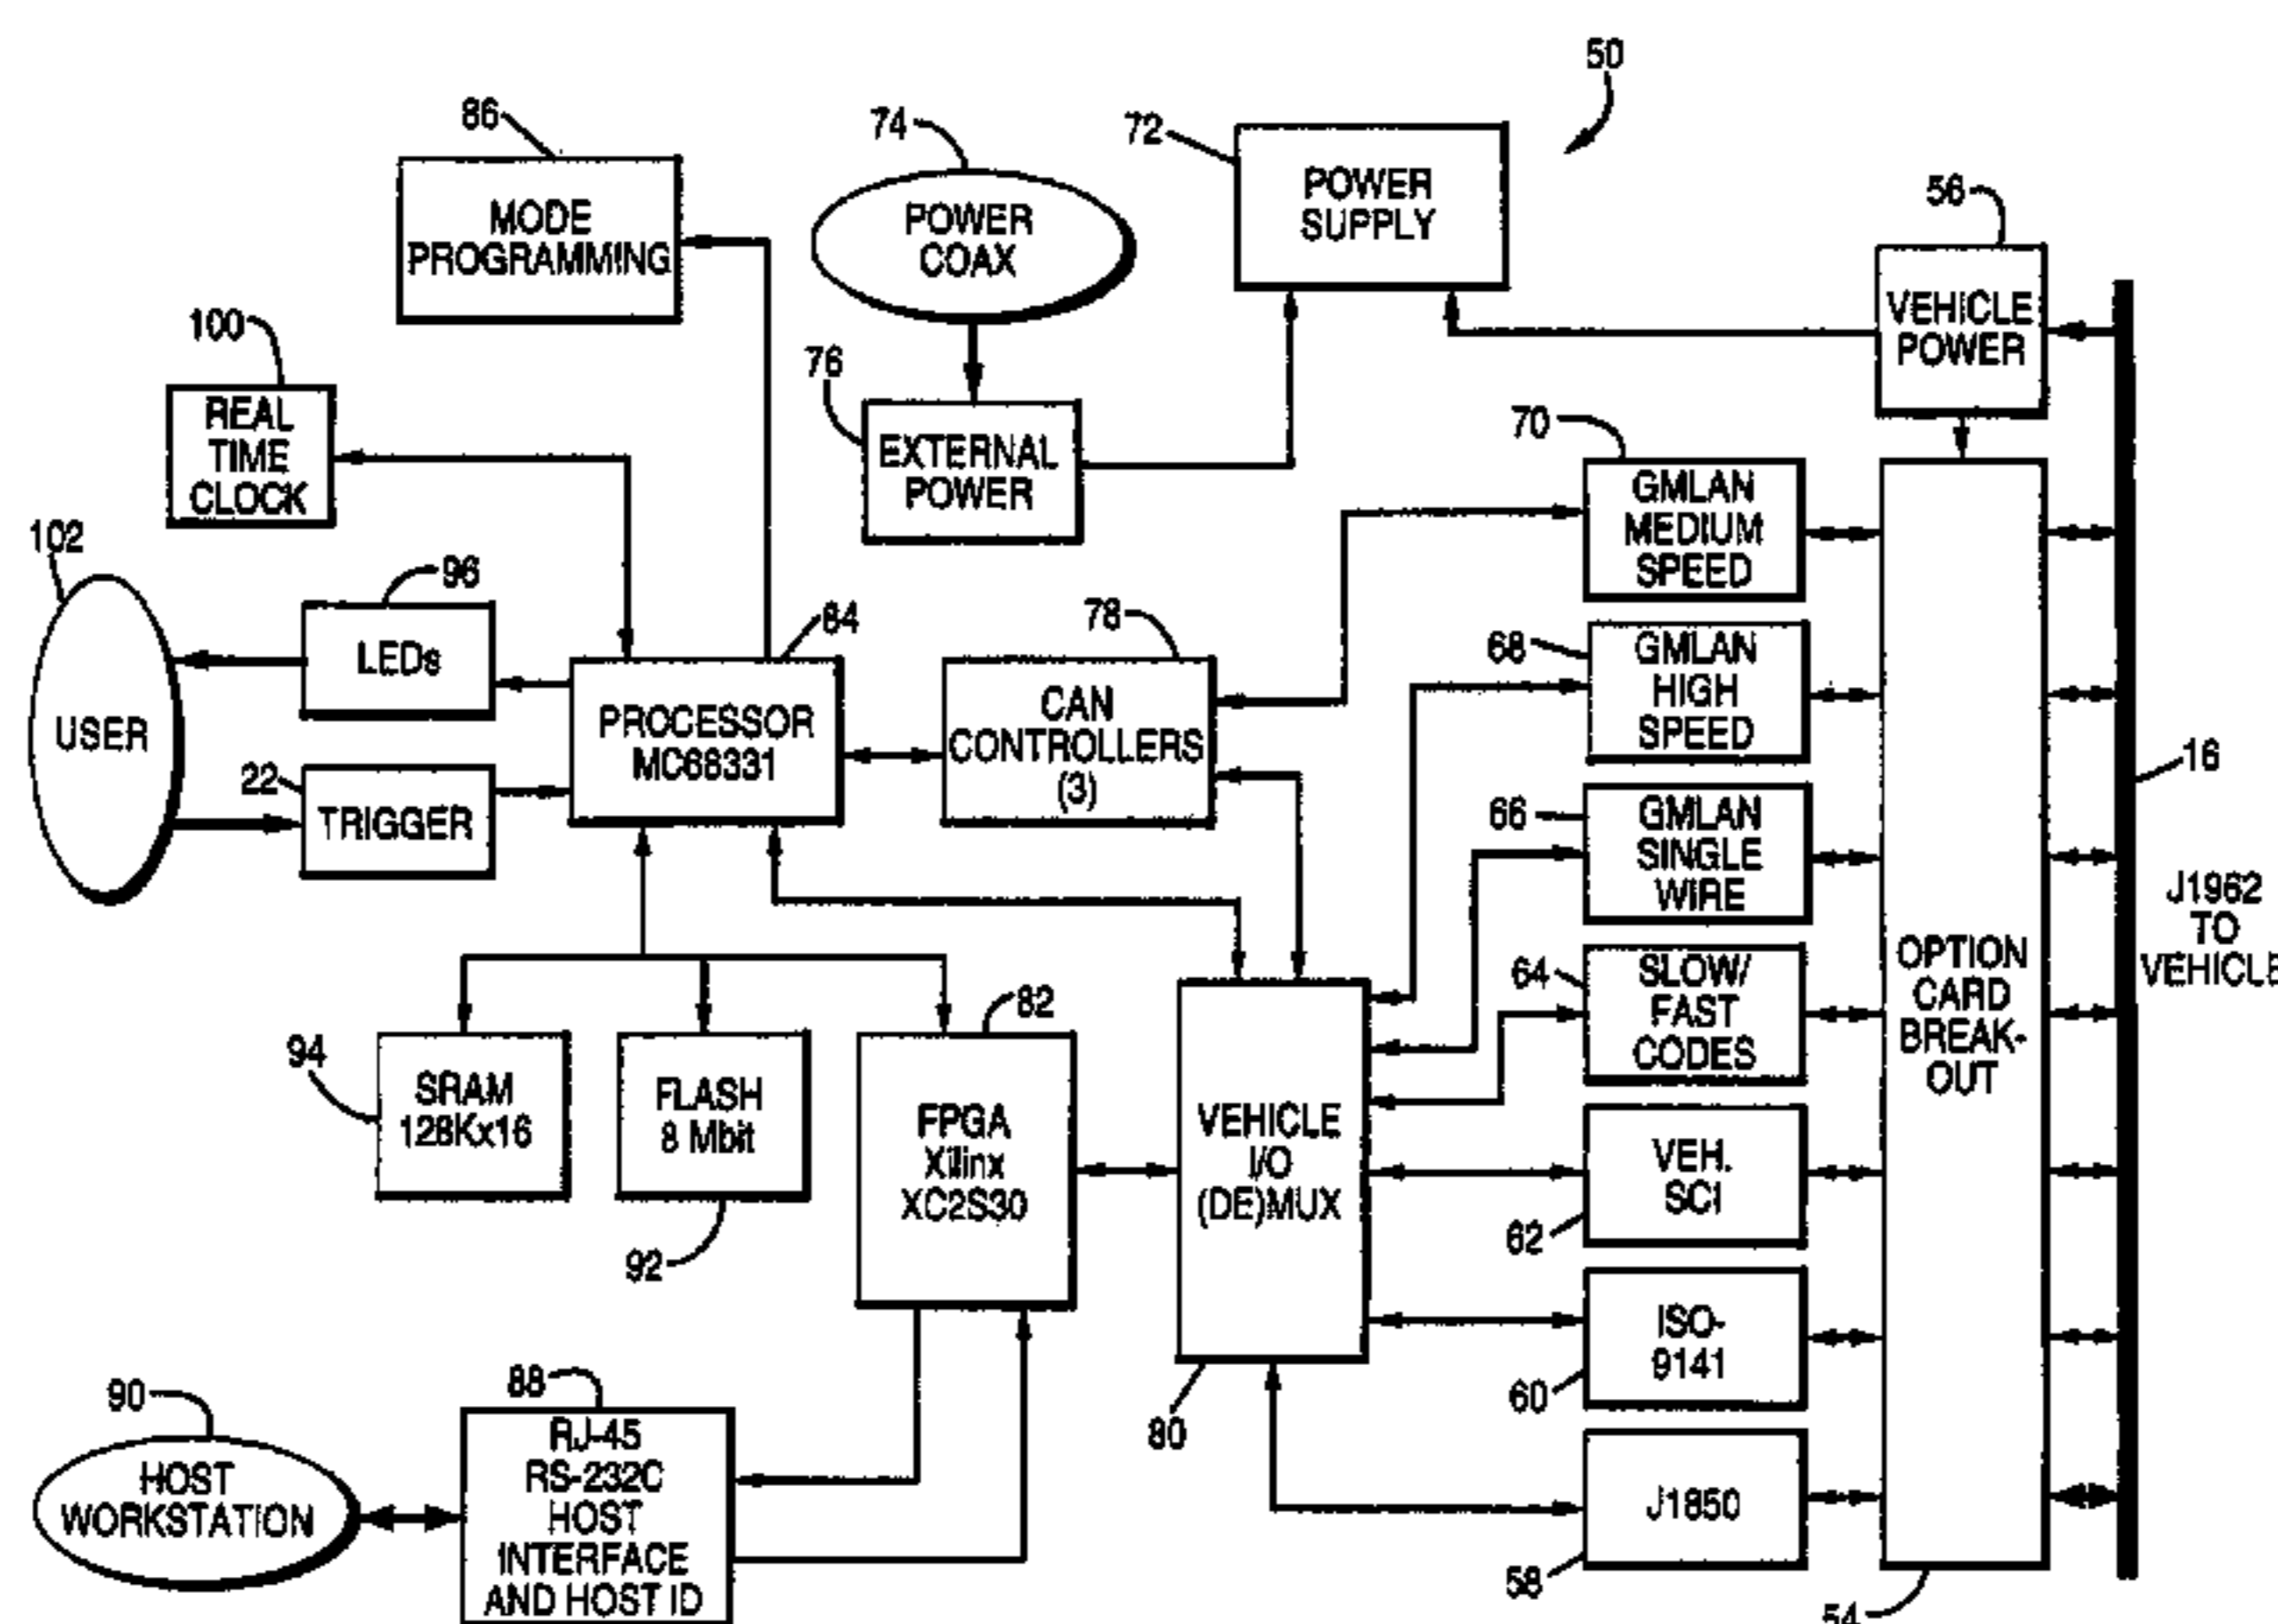 50
86
74
72
56
MODE
PROGRAMMING
POWER
COAX
POWER
SUPPLY
VEHICLE
POWER
100
76
70
REAL
TIME
CLOCK
EXTERNAL
POWER
GMLAN
MEDIUM
SPEED
102
96
84
78
68
LEDs
GMLAN
HIGH
SPEED
USER
PROCESSOR
MC68331
CAN
CONTROLLERS
(3)
16
22
TRIGGER
66
GMLAN
SINGLE
WIRE
J1962
TO
VEHICLE
OPTION
CARD
BREAK-
OUT
64
SLOW/
FAST
CODES
82
94
SRAM
128Kx16
FLASH
8 Mbit
FPGA
Xilinx
XC2S30
VEHICLE
I/O
(DE)MUX
VEH.
SCI
92
62
ISO-
9141
90
88
80
60
HOST
WORKSTATION
RJ-45
RS-232C
HOST
INTERFACE
AND HOST ID
J1850
58
54